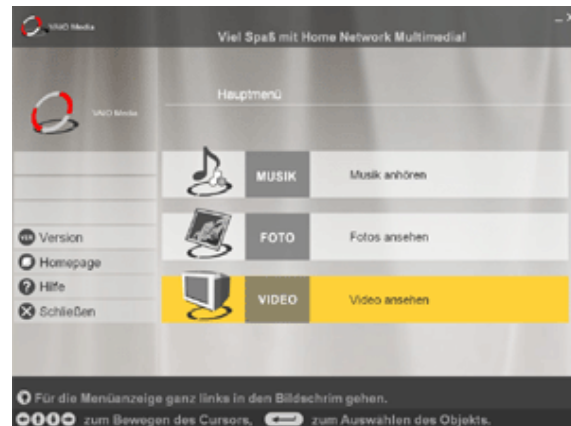 VAIO Media
Viel Spaß mit Home Network Multimedia!
Hauptmenü
VAIO Media
MUSIK Musik anhören
FOTO Fotos ansehen
VIDEO Video ansehen
VER Version
Homepage
Hilfe
Schließen
Für die Menüanzeige ganz links in den Bildschrim gehen.
zum Bewegen des Cursors, zum Auswählen des Objekts.